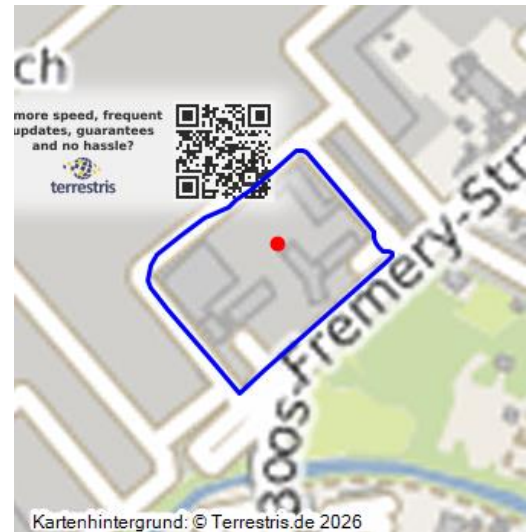 ch
more speed, frequent
updates, guarantees
and no hassle?
terrestris
Boos-Fremery-Str
Kartenhintergrund: © Terrestris.de 2026